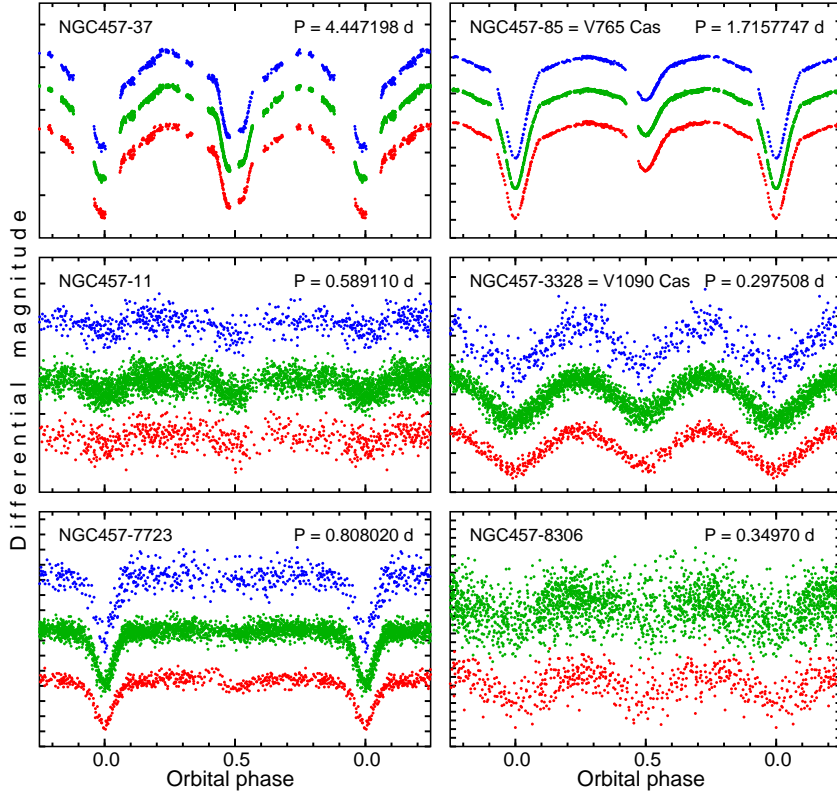 NGC457-37 P = 4.447198 d
NGC457-85 = V765 Cas P = 1.7157747 d
NGC457-11 P = 0.589110 d
NGC457-3328 = V1090 Cas P = 0.297508 d
NGC457-7723 P = 0.808020 d
NGC457-8306 P = 0.34970 d
Differential magnitude
0.0 0.5 0.0
0.0 0.5 0.0
Orbital phase
Orbital phase